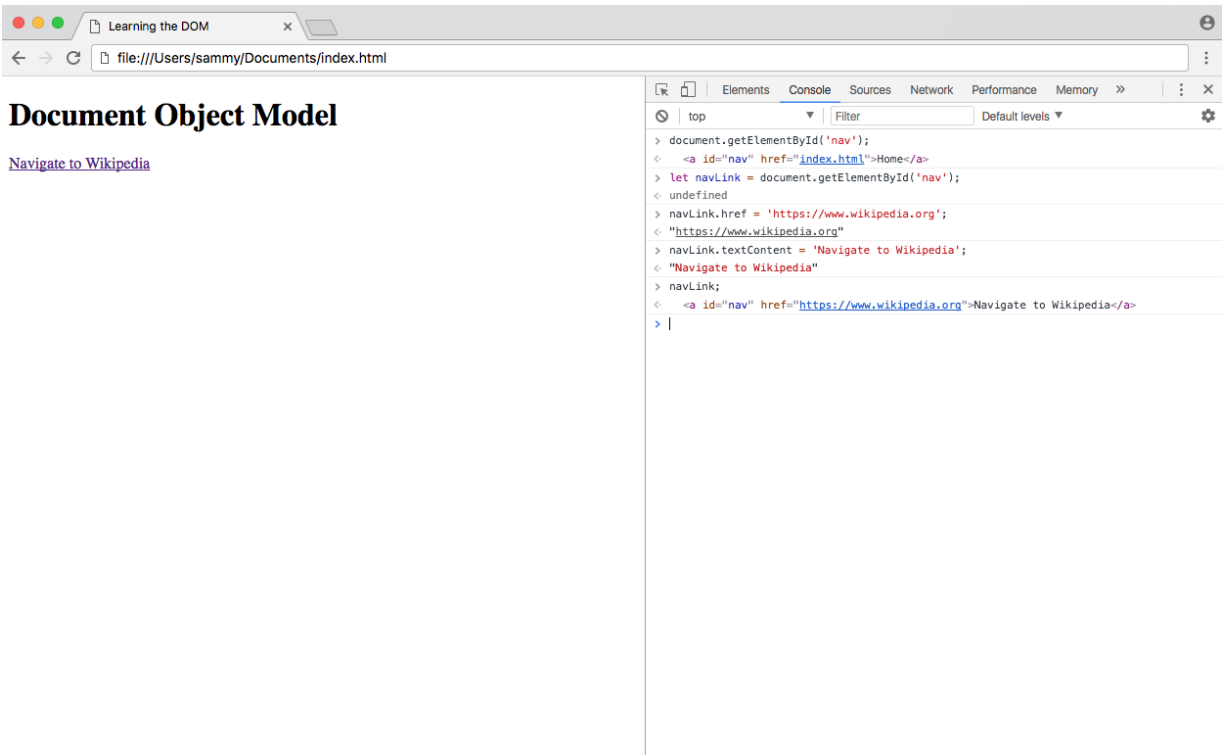 Learning the DOM
file:///Users/sammy/Documents/index.html
Document Object Model
Navigate to Wikipedia
Elements Console Sources Network Performance Memory »
top ▼ Filter Default levels ▼
> document.getElementById('nav');
<a id="nav" href="index.html">Home</a>
> let navLink = document.getElementById('nav');
undefined
> navLink.href = 'https://www.wikipedia.org';
"https://www.wikipedia.org"
> navLink.textContent = 'Navigate to Wikipedia';
"Navigate to Wikipedia"
> navLink;
<a id="nav" href="https://www.wikipedia.org">Navigate to Wikipedia</a>
>